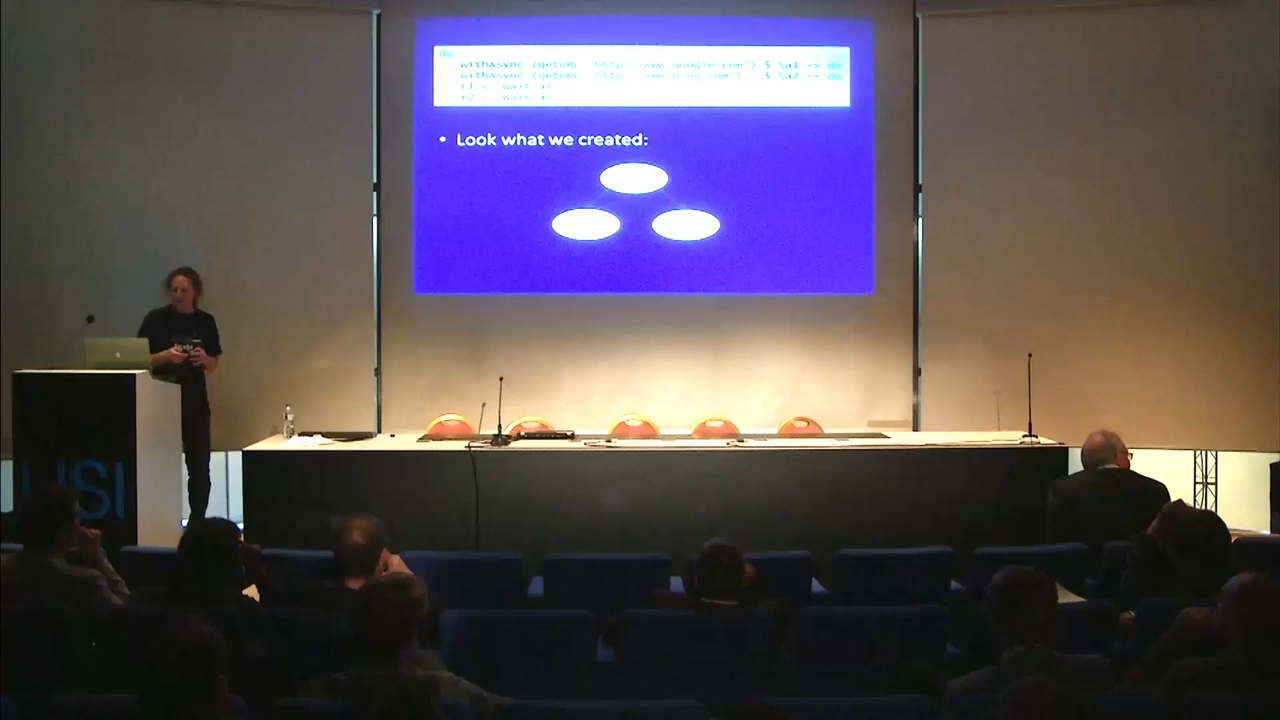 do
withAsync (getURL "http://www.google.com") $ \a1 -> do
withAsync (getURL "http://www.bing.com") $ \a2 -> do
r1 <- wait a1
r2 <- wait a2
• Look what we created:
USI